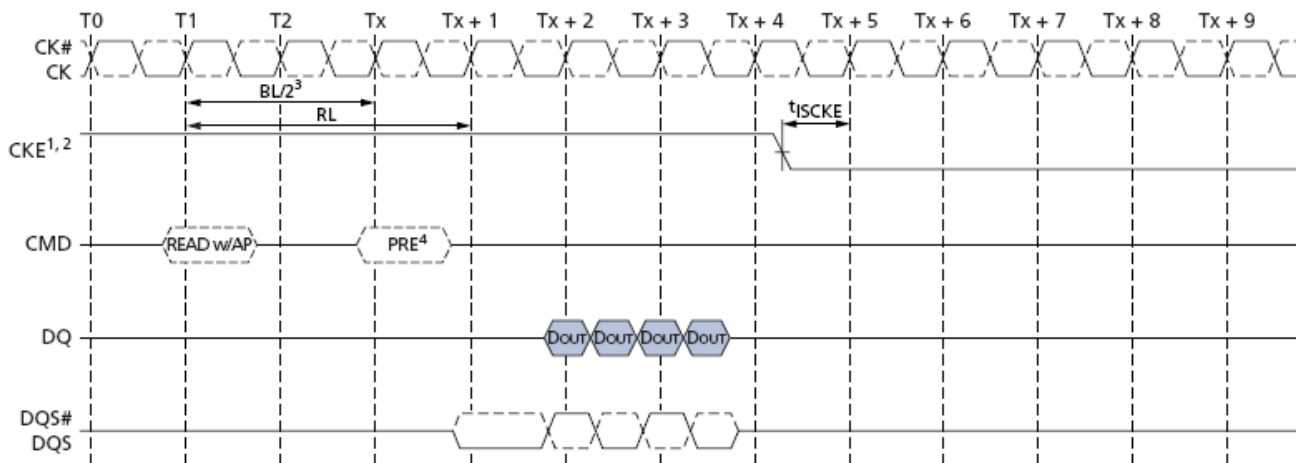 T0 T1 T2 Tx Tx + 1 Tx + 2 Tx + 3 Tx + 4 Tx + 5 Tx + 6 Tx + 7 Tx + 8 Tx + 9
CK#
CK
BL/2³
RL
tISCKE
CKE¹, ²
CMD READ w/AP PRE⁴
DQ DOUT DOUT DOUT DOUT
DQS#
DQS